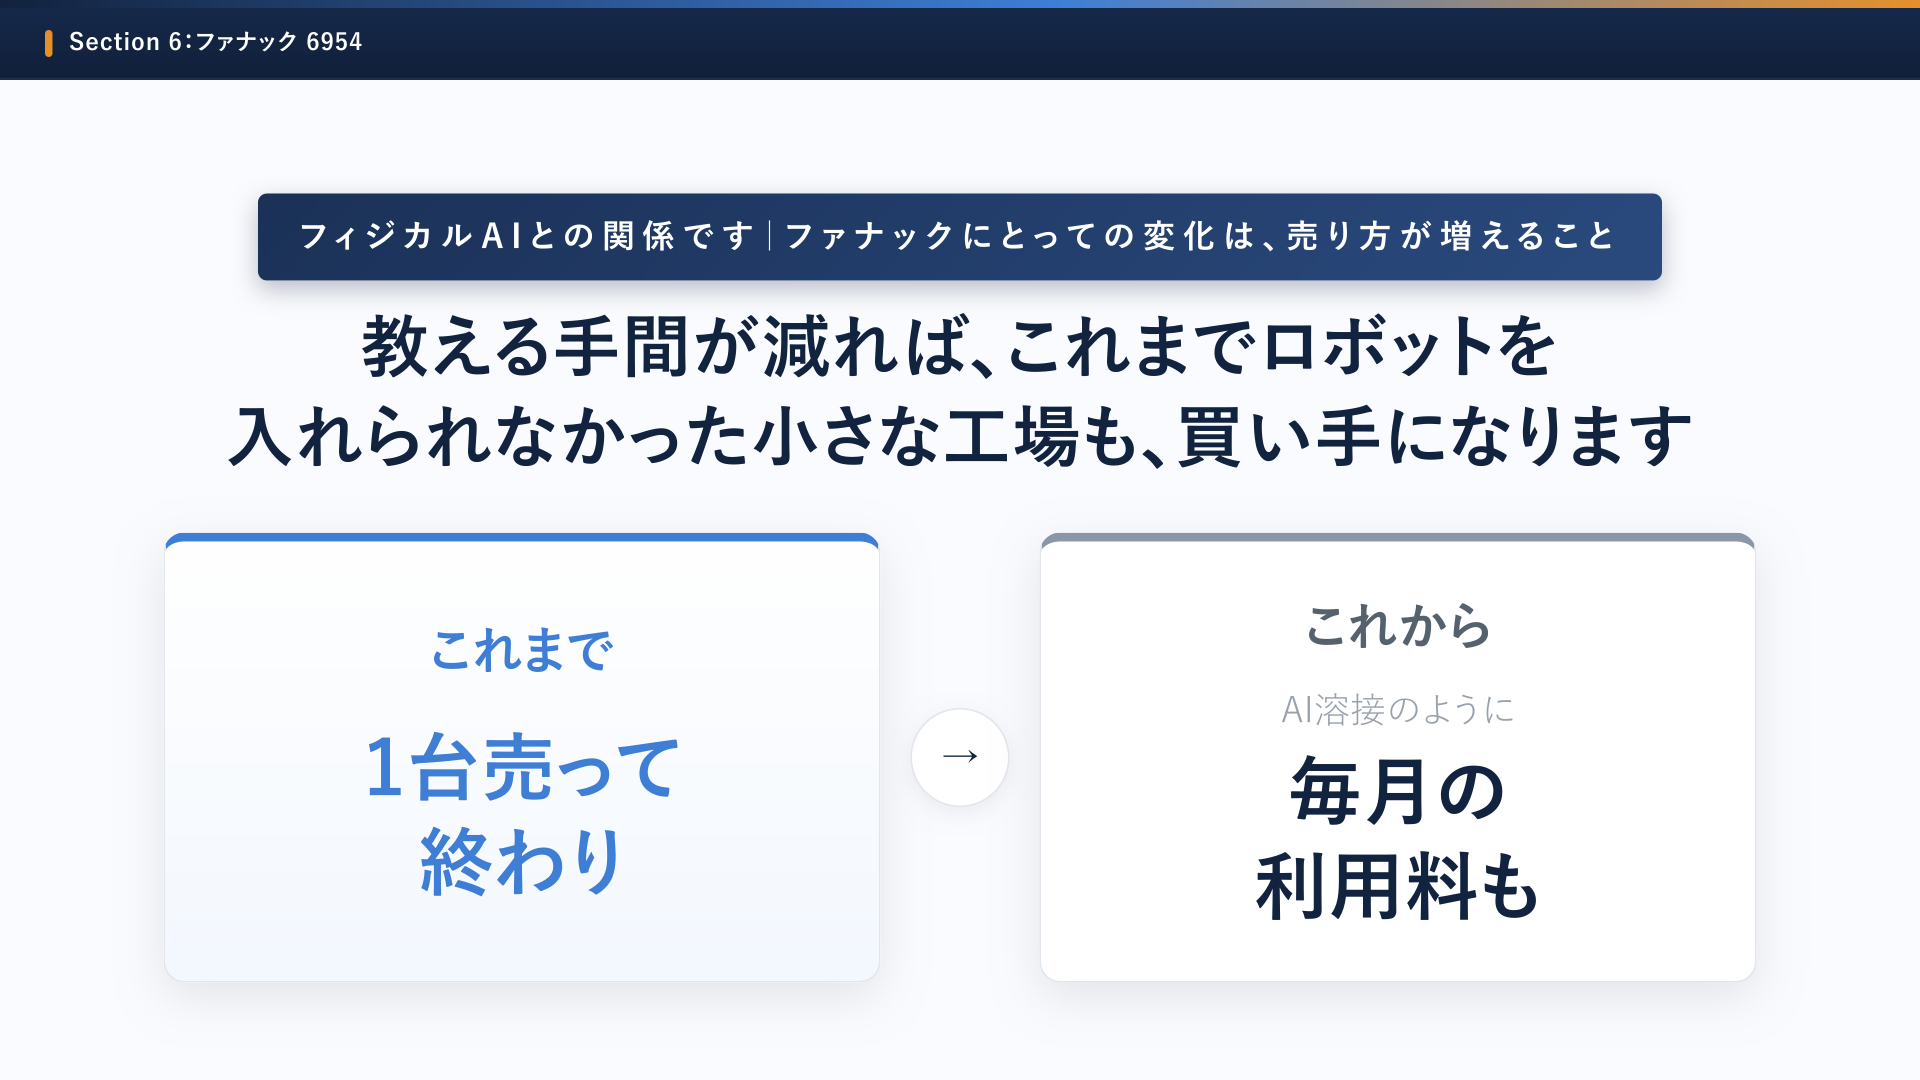 Section 6：ファナック 6954
フィジカルAIとの関係です｜ファナックにとっての変化は、売り方が増えること
教える手間が減れば、これまでロボットを
入れられなかった小さな工場も、買い手になります
これまで
1台売って
終わり
→
これから
AI溶接のように
毎月の
利用料も